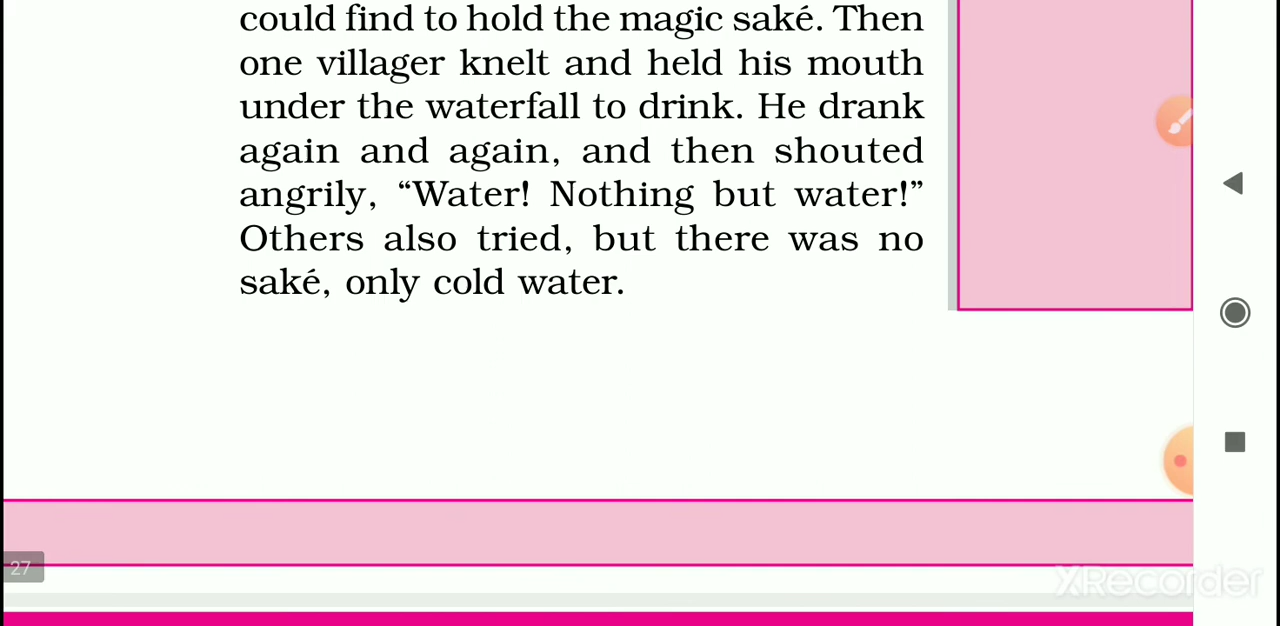 could find to hold the magic saké. Then
one villager knelt and held his mouth
under the waterfall to drink. He drank
again and again, and then shouted
angrily, “Water! Nothing but water!”
Others also tried, but there was no
saké, only cold water.
27
XRecorder